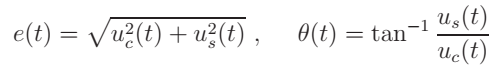 e(t) = √(u_c^2(t) + u_s^2(t)) , θ(t) = tan^{-1} u_s(t)/u_c(t)